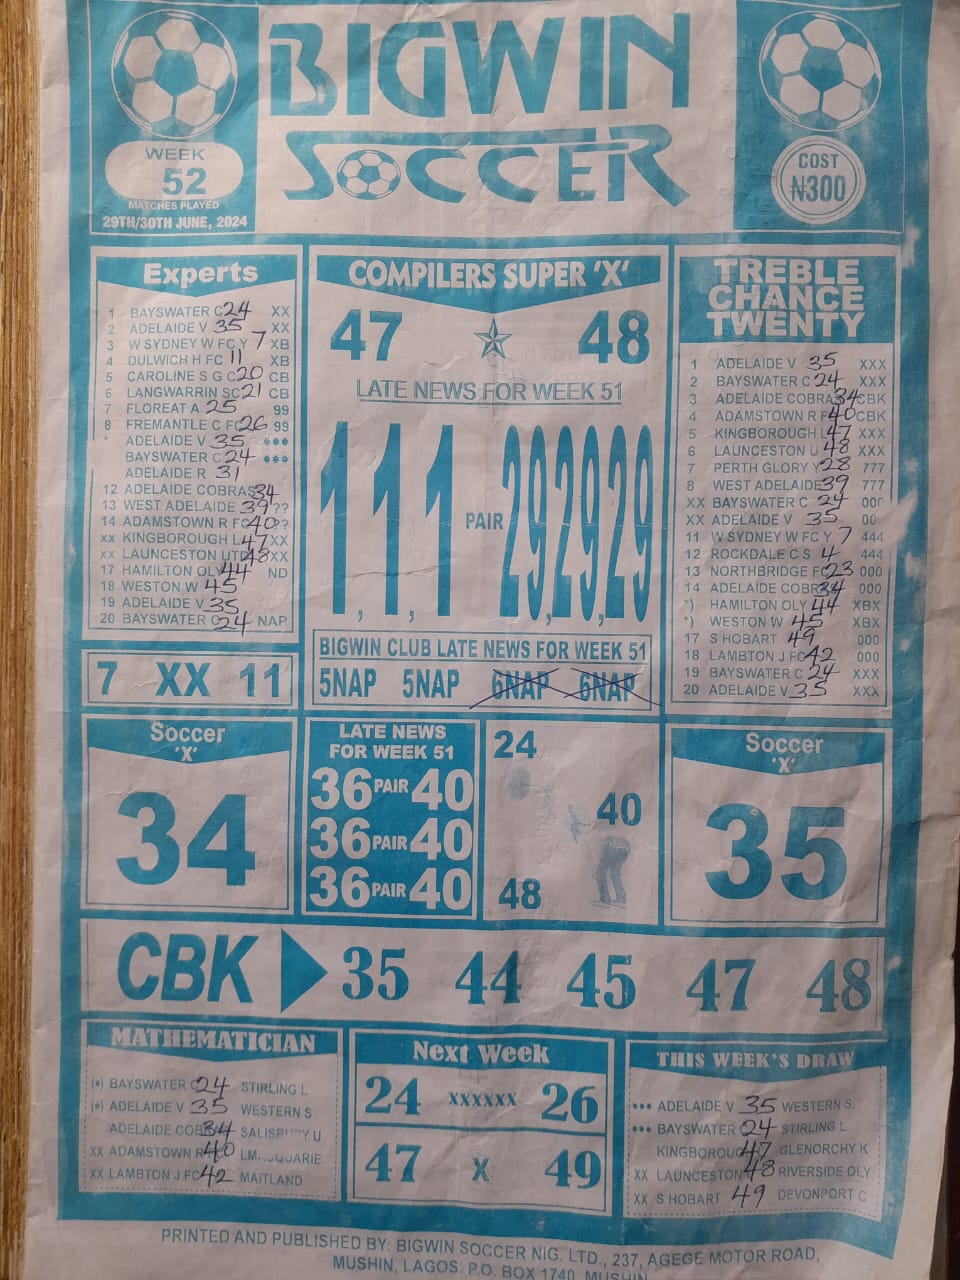 BIGWIN
SOCCER
WEEK
52
MATCHES PLAYED
29TH/30TH JUNE, 2024
COST
₦300
Experts
1 BAYSWATER C 24 XX
2 ADELAIDE V 35 XX
3 W SYDNEY W FC Y 7 XB
4 DULWICH H FC 11 XB
5 CAROLINE S G C 20 CB
6 LANGWARRIN SC 21 CB
7 FLOREAT A 25 99
8 FREMANTLE C FC 26 99
* ADELAIDE V 35 ***
BAYSWATER C 24 ***
ADELAIDE R 31
12 ADELAIDE COBRAS 34
13 WEST ADELAIDE 39 ??
14 ADAMSTOWN R FC 40 ??
xx KINGBOROUGH L 47 XX
xx LAUNCESTON UTD 48 XX
17 HAMILTON OLY 44 ND
18 WESTON W 45
19 ADELAIDE V 35
20 BAYSWATER C 24 NAP
7 XX 11
COMPILERS SUPER 'X'
47 48
LATE NEWS FOR WEEK 51
1, 1, 1 PAIR 29, 29, 29
BIGWIN CLUB LATE NEWS FOR WEEK 51
5NAP 5NAP 6NAP 6NAP
TREBLE
CHANCE
TWENTY
1 ADELAIDE V 35 XXX
2 BAYSWATER C 24 XXX
3 ADELAIDE COBRA 34 CBK
4 ADAMSTOWN R F 40 CBK
5 KINGBOROUGH L 47 XXX
6 LAUNCESTON U 48 XXX
7 PERTH GLORY Y 28 777
8 WEST ADELAIDE 39 777
XX BAYSWATER C 24 000
XX ADELAIDE V 35 00
11 W SYDNEY W FC Y 7 444
12 ROCKDALE C S 4 444
13 NORTHBRIDGE FC 23 000
14 ADELAIDE COB 34 000
*) HAMILTON OLY 44 XBX
*) WESTON W 45 XBX
17 S HOBART 49 000
18 LAMBTON J FC 42 000
19 BAYSWATER C 24 XXX
20 ADELAIDE V 35 XXX
Soccer
'X'
34
LATE NEWS
FOR WEEK 51
36 PAIR 40
36 PAIR 40
36 PAIR 40
24
40
48
Soccer
'X'
35
CBK 35 44 45 47 48
MATHEMATICIAN
(*) BAYSWATER C 24 STIRLING L
(*) ADELAIDE V 35 WESTERN S
ADELAIDE COB 34 SALISBURY U
XX ADAMSTOWN R 40
XX LAMBTON J FC 42 MAITLAND
Next Week
24 XXXXXX 26
47 X 49
THIS WEEK'S DRAW
*** ADELAIDE V 35 WESTERN S.
*** BAYSWATER 24 STIRLING L
KINGBOROU 47 GLENORCHY K
XX LAUNCESTON 48 RIVERSIDE OLY
XX S HOBART 49 DEVONPORT C
PRINTED AND PUBLISHED BY: BIGWIN SOCCER NIG. LTD., 237, AGEGE MOTOR ROAD,
MUSHIN, LAGOS. P.O. BOX 1740, MUSHIN